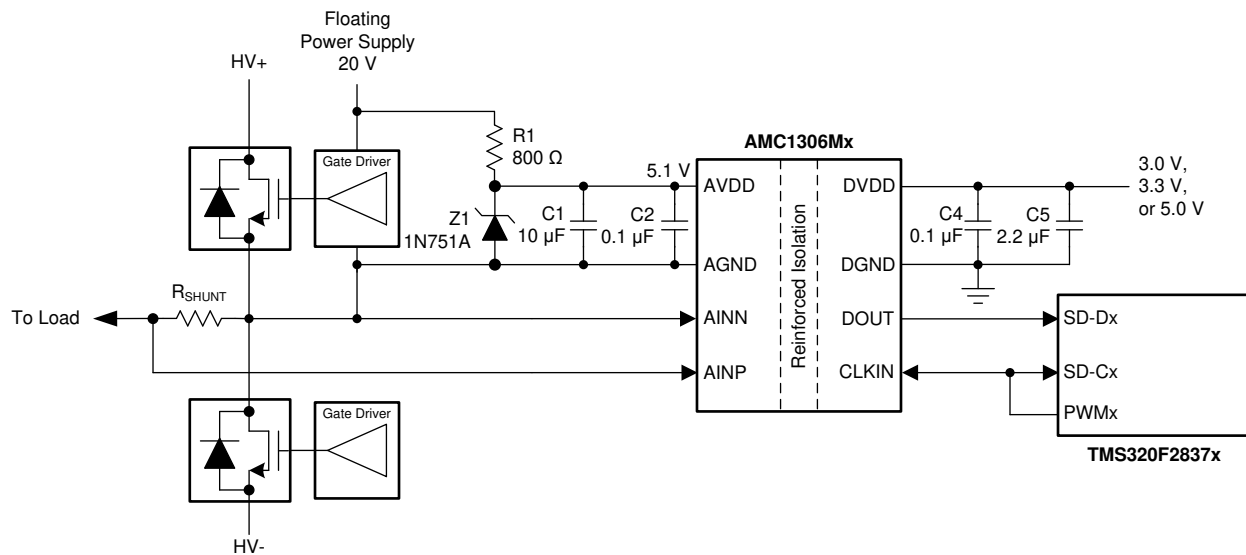 Floating
Power Supply
20 V
HV+
R1
800 Ω
AMC1306Mx
Gate Driver
5.1 V
AVDD
DVDD
3.0 V,
3.3 V,
or 5.0 V
Z1
1N751A
C1
10 µF
C2
0.1 µF
C4
0.1 µF
C5
2.2 µF
AGND
DGND
Reinforced Isolation
RSHUNT
To Load
AINN
DOUT
SD-Dx
AINP
CLKIN
SD-Cx
PWMx
Gate Driver
TMS320F2837x
HV-